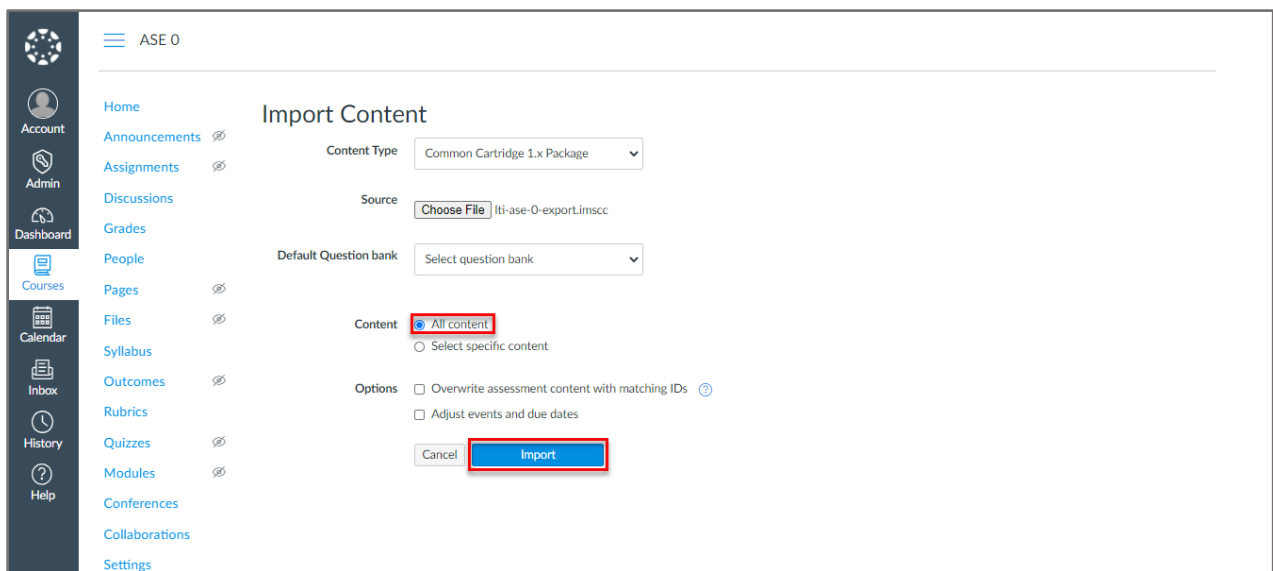 ASE 0
Account
Admin
Dashboard
Courses
Calendar
Inbox
History
Help
Home
Announcements
Assignments
Discussions
Grades
People
Pages
Files
Syllabus
Outcomes
Rubrics
Quizzes
Modules
Conferences
Collaborations
Settings
Import Content
Content Type Common Cartridge 1.x Package
Source Choose File lti-ase-0-export.imscc
Default Question bank Select question bank
Content All content
Select specific content
Options Overwrite assessment content with matching IDs ?
Adjust events and due dates
Cancel Import